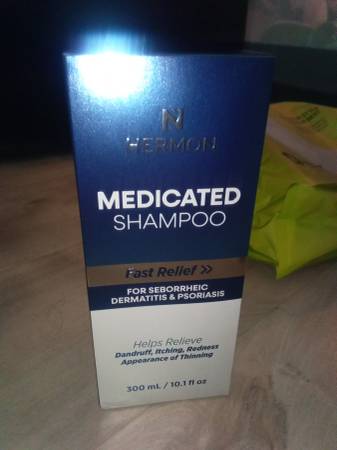 N
HERMON
MEDICATED
SHAMPOO
Fast Relief >>
FOR SEBORRHEIC
DERMATITIS & PSORIASIS
Helps Relieve
Dandruff, Itching, Redness
Appearance of Thinning
300 mL / 10.1 fl oz